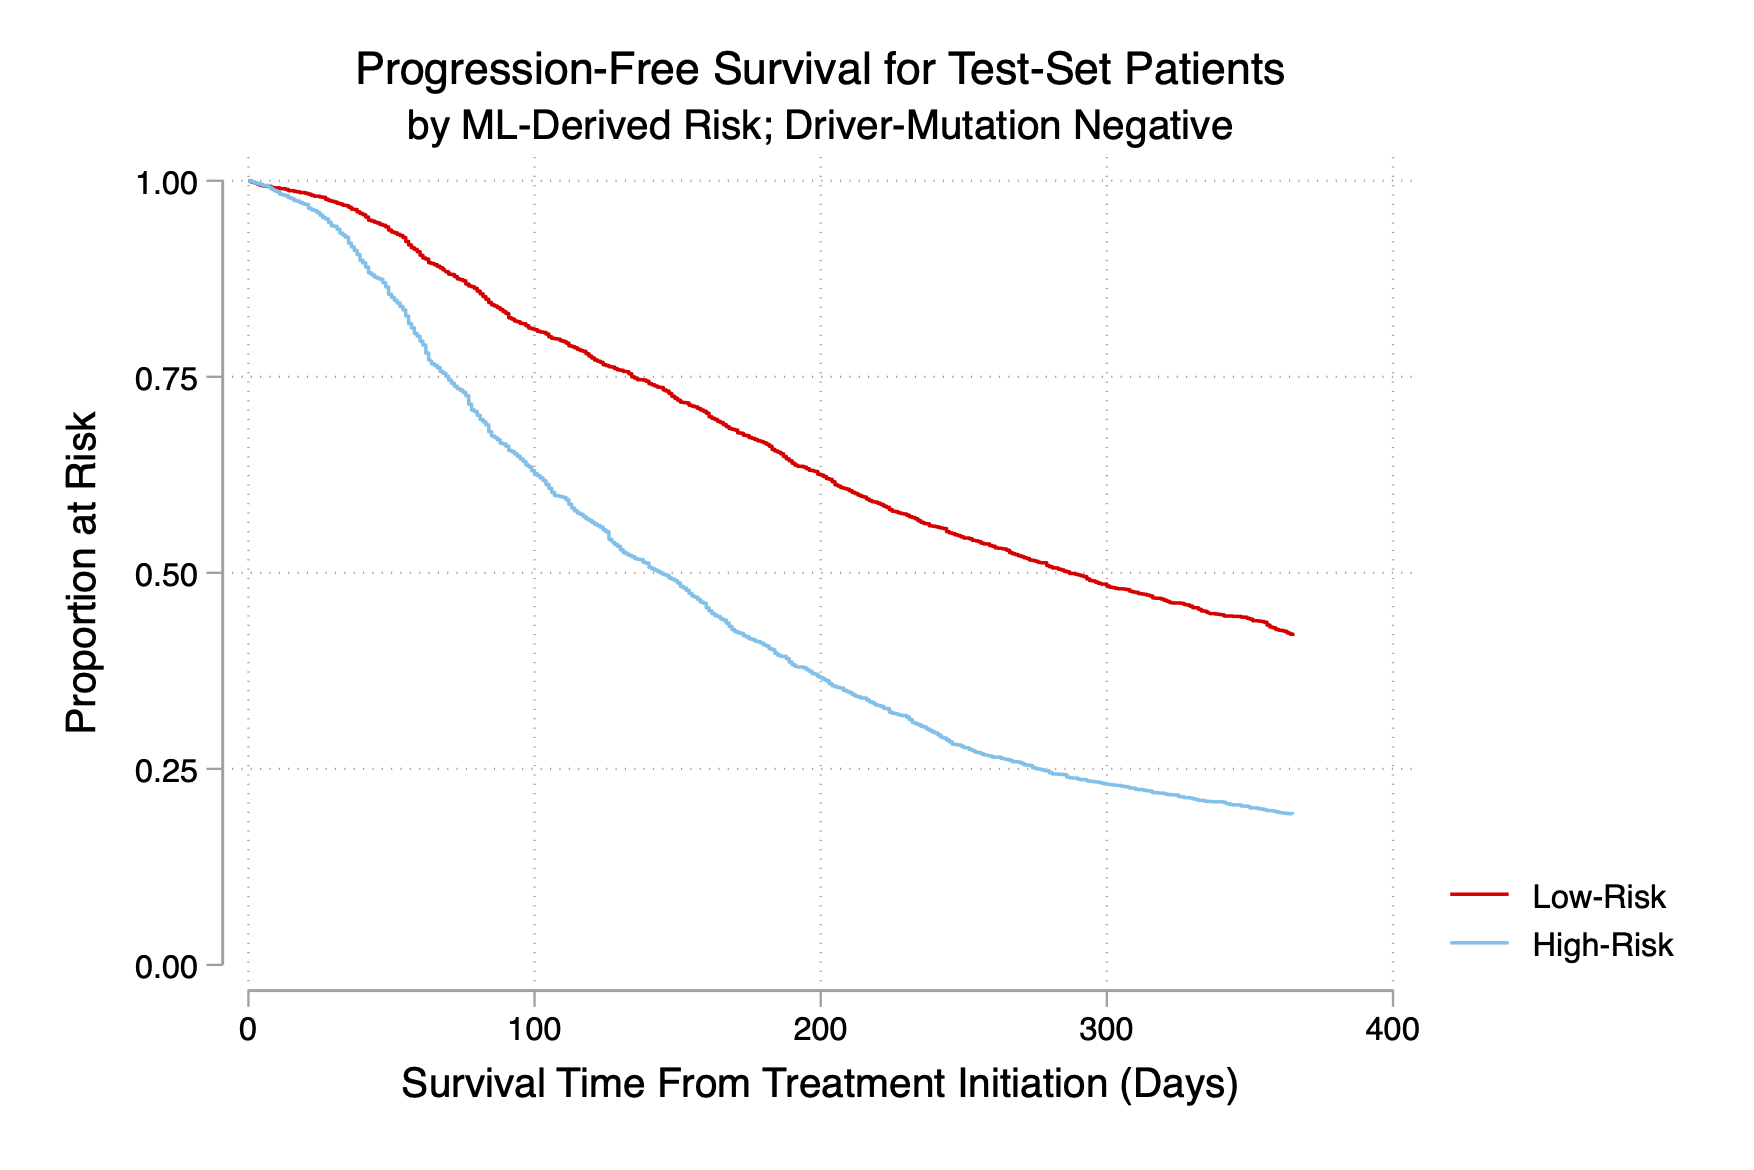 Progression-Free Survival for Test-Set Patients
by ML-Derived Risk; Driver-Mutation Negative
Proportion at Risk
1.00
0.75
0.50
0.25
0.00
0 100 200 300 400
Survival Time From Treatment Initiation (Days)
Low-Risk
High-Risk